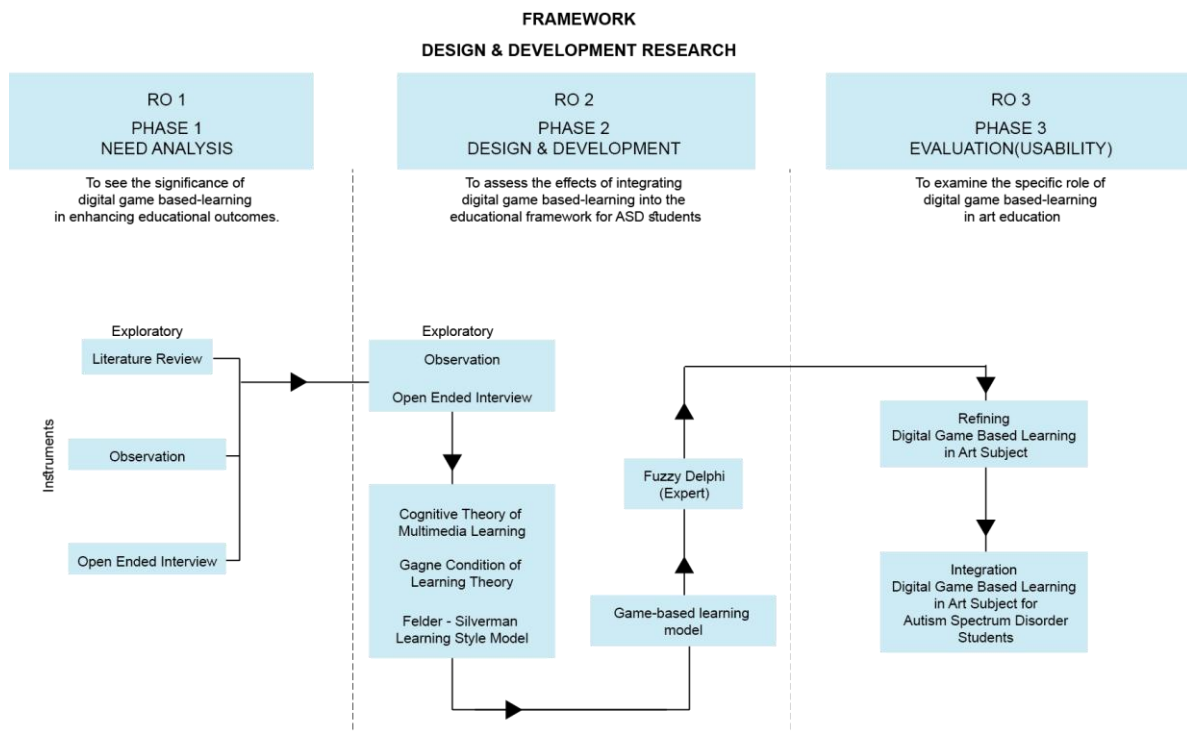 FRAMEWORK
DESIGN & DEVELOPMENT RESEARCH
RO 1
PHASE 1
NEED ANALYSIS
To see the significance of
digital game based-learning
in enhancing educational outcomes.
Exploratory
Literature Review
Instruments
Observation
Open Ended Interview
RO 2
PHASE 2
DESIGN & DEVELOPMENT
To assess the effects of integrating
digital game based-learning into the
educational framework for ASD students
Exploratory
Observation
Open Ended Interview
Cognitive Theory of
Multimedia Learning
Gagne Condition of
Learning Theory
Felder - Silverman
Learning Style Model
Game-based learning
model
Fuzzy Delphi
(Expert)
RO 3
PHASE 3
EVALUATION(USABILITY)
To examine the specific role of
digital game based-learning
in art education
Refining
Digital Game Based Learning
in Art Subject
Integration
Digital Game Based Learning
in Art Subject for
Autism Spectrum Disorder
Students